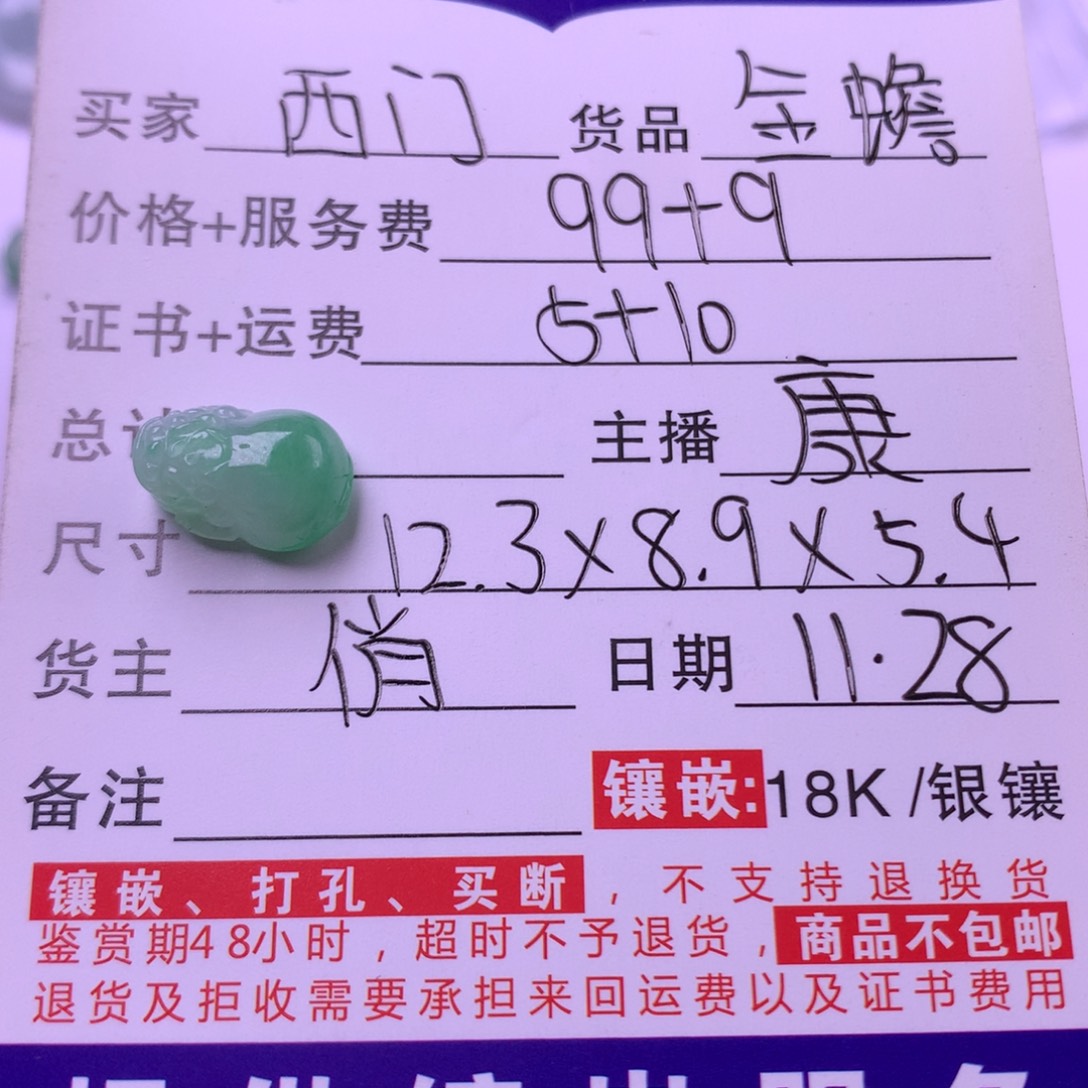 买家 西门 货品 金蟾
价格+服务费 99+9
证书+运费 5+10
总 主播 康
尺寸 12.3×8.9×5.4
货主 俏 日期 11·28
备注 镶嵌:18K/银镶
镶嵌、打孔、买断，不支持退换货
鉴赏期48小时，超时不予退货，商品不包邮
退货及拒收需要承担来回运费以及证书费用